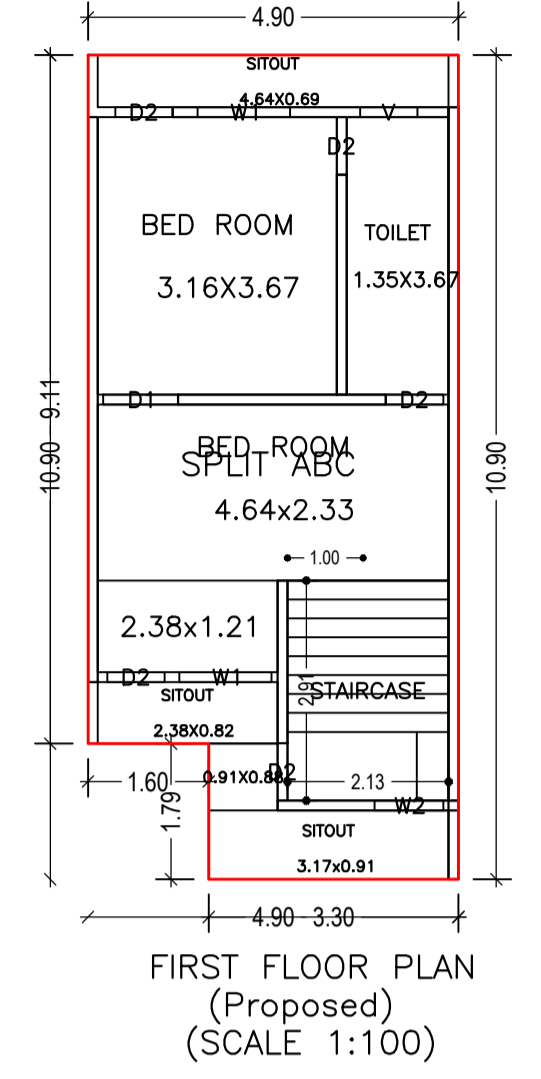 4.90
SITOUT
4.64X0.69
D2 W1 V
D2
BED ROOM
TOILET
3.16X3.67
1.35X3.67
10.90 9.11
10.90
D1 D2
BED ROOM
SPLIT ABC
4.64x2.33
1.00
2.38x1.21
D2 W1
2.91
STAIRCASE
SITOUT
2.38X0.82
1.60
0.91X0.88
D2
2.13
1.79
W2
SITOUT
3.17x0.91
4.90 3.30
FIRST FLOOR PLAN
(Proposed)
(SCALE 1:100)